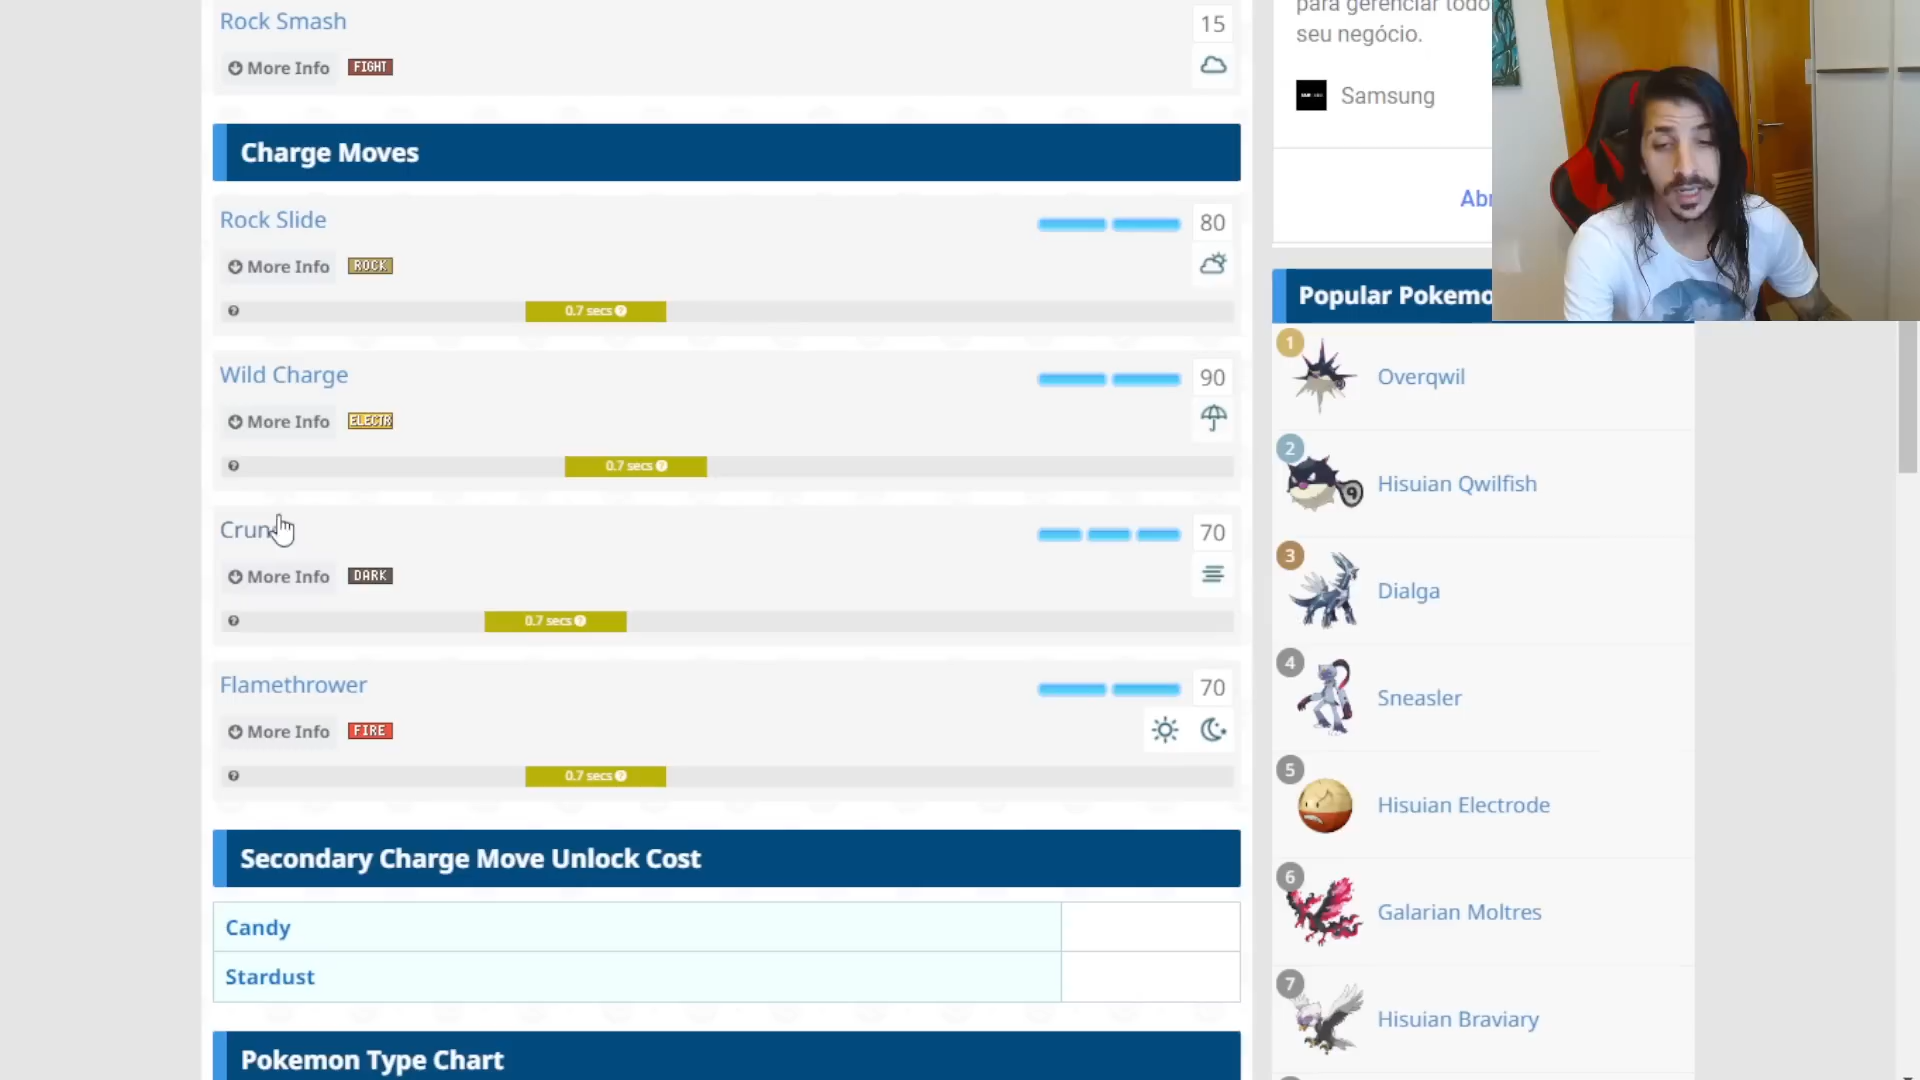 Rock Smash
15
More Info FIGHT
Charge Moves
Rock Slide
80
More Info ROCK
0.7 secs
Wild Charge
90
More Info ELECTR
0.7 secs
Crun
70
More Info DARK
0.7 secs
Flamethrower
70
More Info FIRE
0.7 secs
Secondary Charge Move Unlock Cost
Candy
Stardust
Pokemon Type Chart
para gerenciar todo
seu negócio.
Samsung
Abr
Popular Pokemo
1
Overqwil
2
Hisuian Qwilfish
3
Dialga
4
Sneasler
5
Hisuian Electrode
6
Galarian Moltres
7
Hisuian Braviary